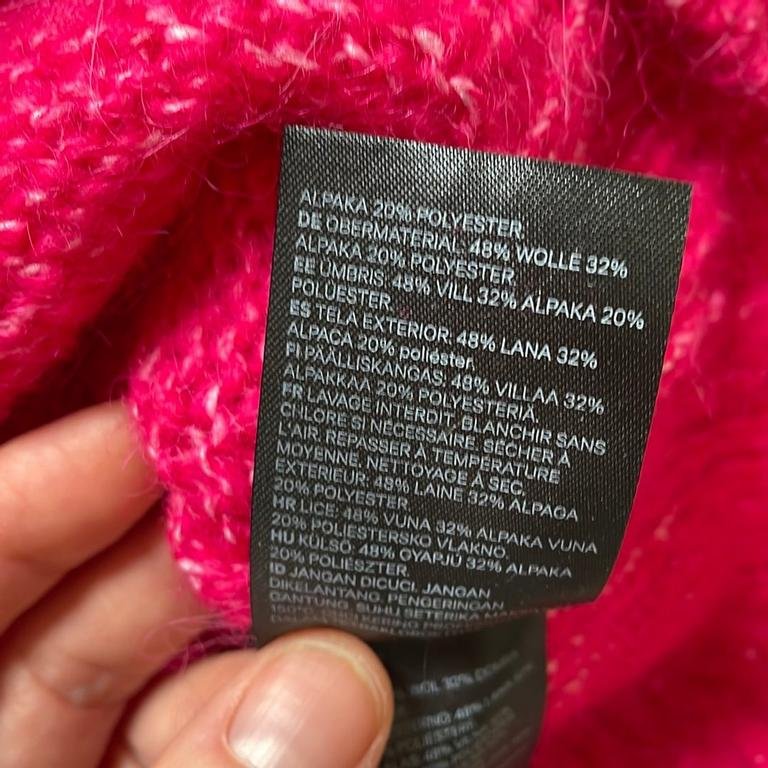 ALPAKA 20% POLYESTER
DE OBERMATERIAL: 48% WOLLE 32%
ALPAKA 20% POLYESTER
EE ÜMBRIS: 48% VILL 32% ALPAKA 20%
POLÜESTER
ES TELA EXTERIOR: 48% LANA 32%
ALPACA 20% poliéster.
FI PÄÄLLISKANGAS: 48% VILLAA 32%
ALPAKKAA 20% POLYESTERIÄ.
FR LAVAGE INTERDIT, BLANCHIR SANS
CHLORE SI NÉCESSAIRE, SÉCHER À
L'AIR, REPASSER À TEMPÉRATURE
MOYENNE, NETTOYAGE À SEC.
EXTERIEUR: 48% LAINE 32% ALPAGA
20% POLYESTER
HR LICE: 48% VUNA 32% ALPAKA VUNA
20% POLIESTERSKO VLAKNO.
HU KÜLSŐ: 48% GYAPJÚ 32% ALPAKA
20% POLIÉSZTER
ID JANGAN DICUCI, JANGAN
DIKELANTANG, PENGERINGAN
GANTUNG, SUHU SETERIKA
150°C
32%
48%